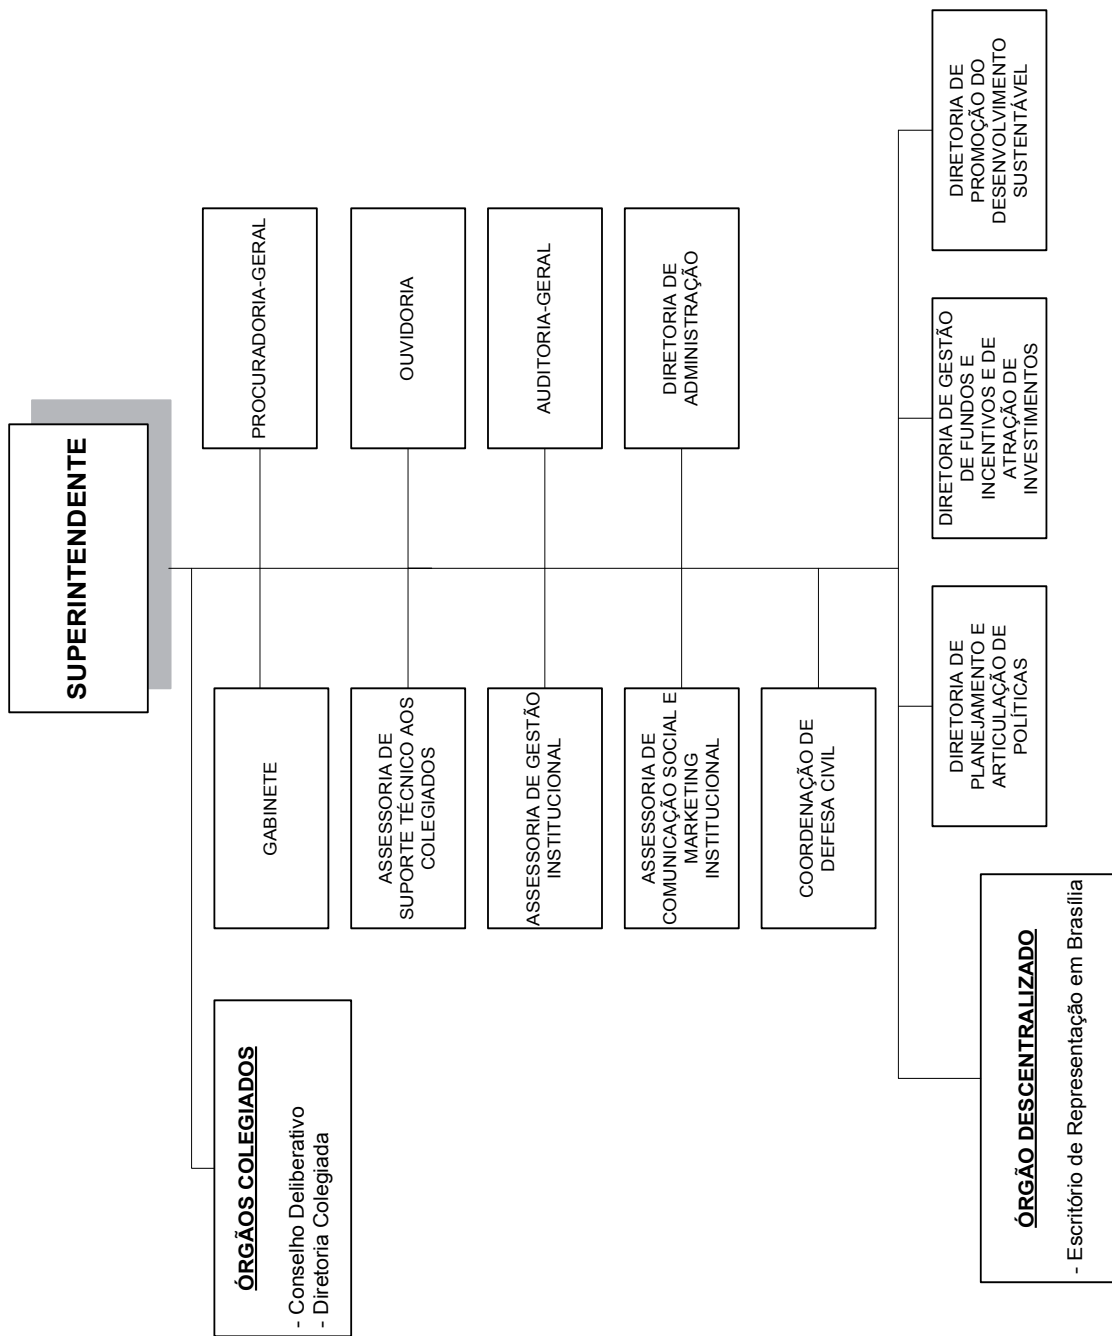 SUPERINTENDENTE
ÓRGÃOS COLEGIADOS
- Conselho Deliberativo
- Diretoria Colegiada
GABINETE
PROCURADORIA-GERAL
ASSESSORIA DE
SUPORTE TÉCNICO AOS
COLEGIADOS
OUVIDORIA
ASSESSORIA DE GESTÃO
INSTITUCIONAL
AUDITORIA-GERAL
ASSESSORIA DE
COMUNICAÇÃO SOCIAL E
MARKETING
INSTITUCIONAL
DIRETORIA DE
ADMINISTRAÇÃO
COORDENAÇÃO DE
DEFESA CIVIL
ÓRGÃO DESCENTRALIZADO
- Escritório de Representação em Brasília
DIRETORIA DE
PLANEJAMENTO E
ARTICULAÇÃO DE
POLÍTICAS
DIRETORIA DE GESTÃO
DE FUNDOS E
INCENTIVOS E DE
ATRAÇÃO DE
INVESTIMENTOS
DIRETORIA DE
PROMOÇÃO DO
DESENVOLVIMENTO
SUSTENTÁVEL